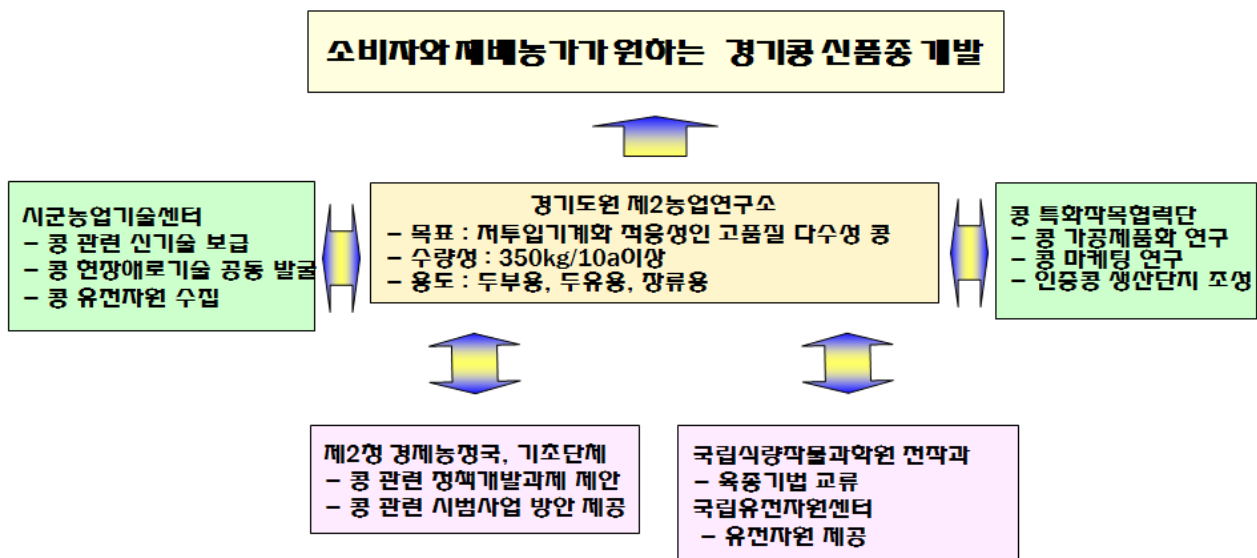 소비자와 재배농가가 원하는 경기콩 신품종 개발
시군농업기술센터
– 콩 관련 신기술 보급
– 콩 현장애로기술 공동 발굴
– 콩 유전자원 수집
경기도원 제2농업연구소
– 목표 : 저투입기계화 적응성인 고품질 다수성 콩
– 수량성 : 350kg/10a이상
– 용도 : 두부용, 두유용, 장류용
콩 특화작목협력단
– 콩 가공제품화 연구
– 콩 마케팅 연구
– 인증콩 생산단지 조성
제2청 경제농정국, 기초단체
– 콩 관련 정책개발과제 제안
– 콩 관련 시범사업 방안 제공
국립식량작물과학원 전작과
– 육종기법 교류
국립유전자원센터
– 유전자원 제공